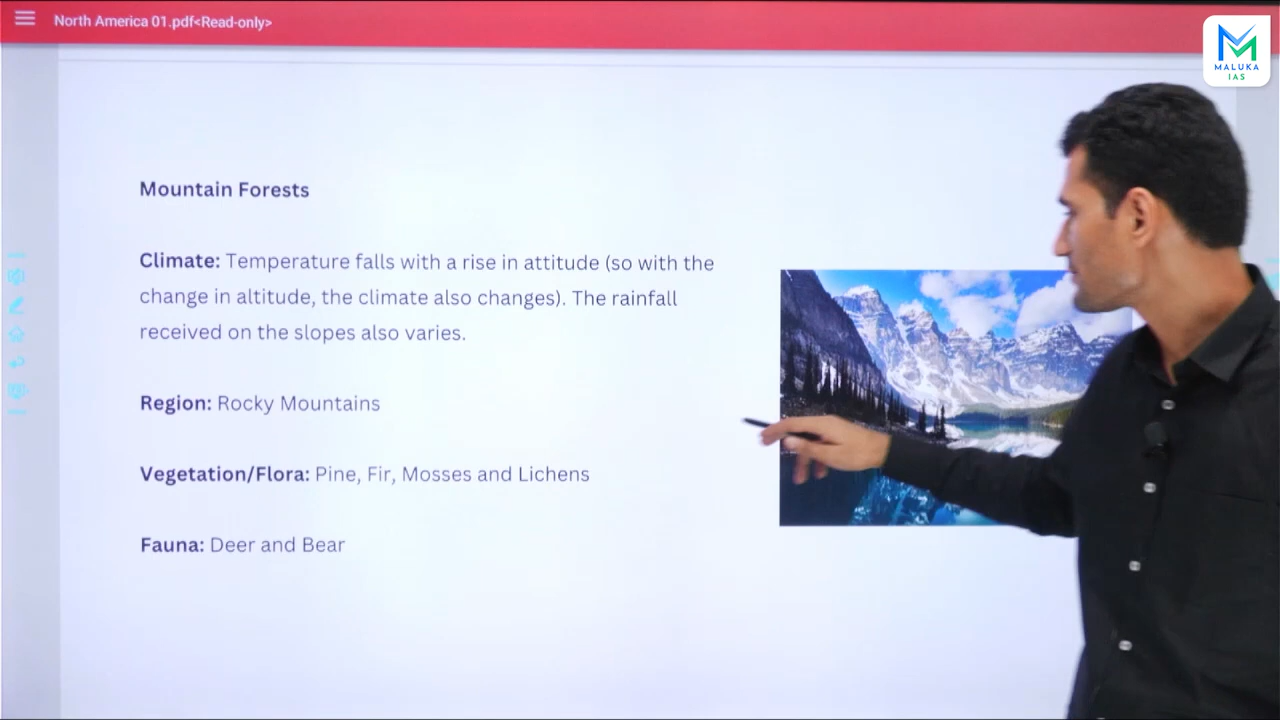 North America 01.pdf<Read-only>
MALUKA
IAS
Mountain Forests
Climate: Temperature falls with a rise in attitude (so with the
change in altitude, the climate also changes). The rainfall
received on the slopes also varies.
Region: Rocky Mountains
Vegetation/Flora: Pine, Fir, Mosses and Lichens
Fauna: Deer and Bear